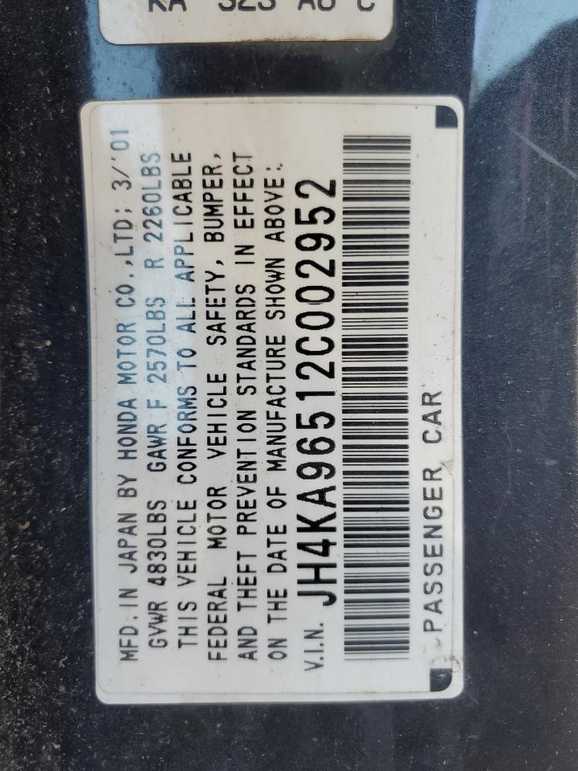 MFD. IN JAPAN BY HONDA MOTOR CO.,LTD; 3/'01
GVWR 4830LBS GAWR F 2570LBS R 2260LBS
THIS VEHICLE CONFORMS TO ALL APPLICABLE
FEDERAL MOTOR VEHICLE SAFETY, BUMPER,
AND THEFT PREVENTION STANDARDS IN EFFECT
ON THE DATE OF MANUFACTURE SHOWN ABOVE:
V.I.N. JH4KA96512C002952
PASSENGER CAR